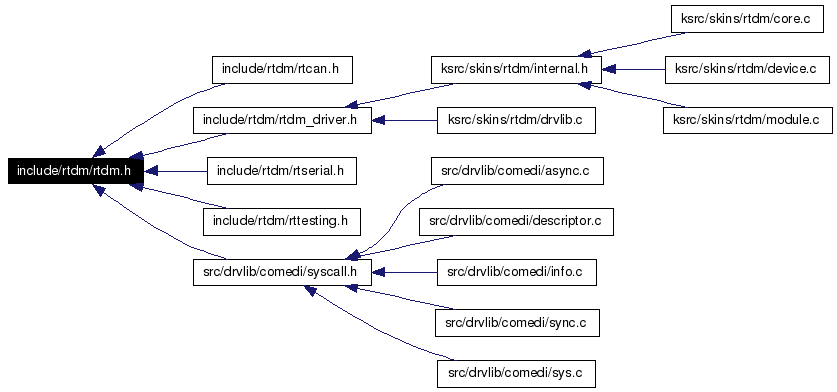 ksrc/skins/rtdm/core.c
include/rtdm/rtcan.h
ksrc/skins/rtdm/internal.h
ksrc/skins/rtdm/device.c
include/rtdm/rtdm_driver.h
ksrc/skins/rtdm/drvlib.c
ksrc/skins/rtdm/module.c
include/rtdm/rtdm.h
include/rtdm/rtserial.h
src/drvlib/comedi/async.c
include/rtdm/rttesting.h
src/drvlib/comedi/descriptor.c
src/drvlib/comedi/syscall.h
src/drvlib/comedi/info.c
src/drvlib/comedi/sync.c
src/drvlib/comedi/sys.c